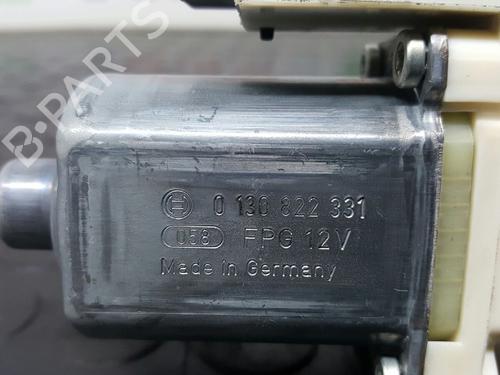 B-PARTS
0 130 822 331
058 FPG 12V
Made in Germany